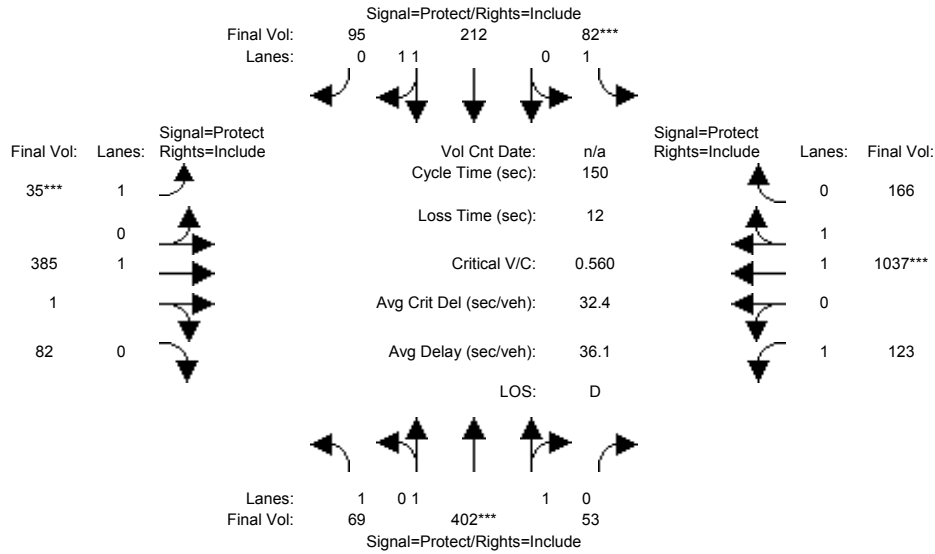 Signal=Protect/Rights=Include
Final Vol: 95 212 82***
Lanes: 0 1 1 0 1
Signal=Protect Signal=Protect
Final Vol: Lanes: Rights=Include Vol Cnt Date: n/a Rights=Include Lanes: Final Vol:
Cycle Time (sec): 150
35*** 1 0 166
Loss Time (sec): 12
0 1
385 1 Critical V/C: 0.560 1 1037***
1 Avg Crit Del (sec/veh): 32.4 0
82 0 Avg Delay (sec/veh): 36.1 1 123
LOS: D
Lanes: 1 0 1 1 0
Final Vol: 69 402*** 53
Signal=Protect/Rights=Include